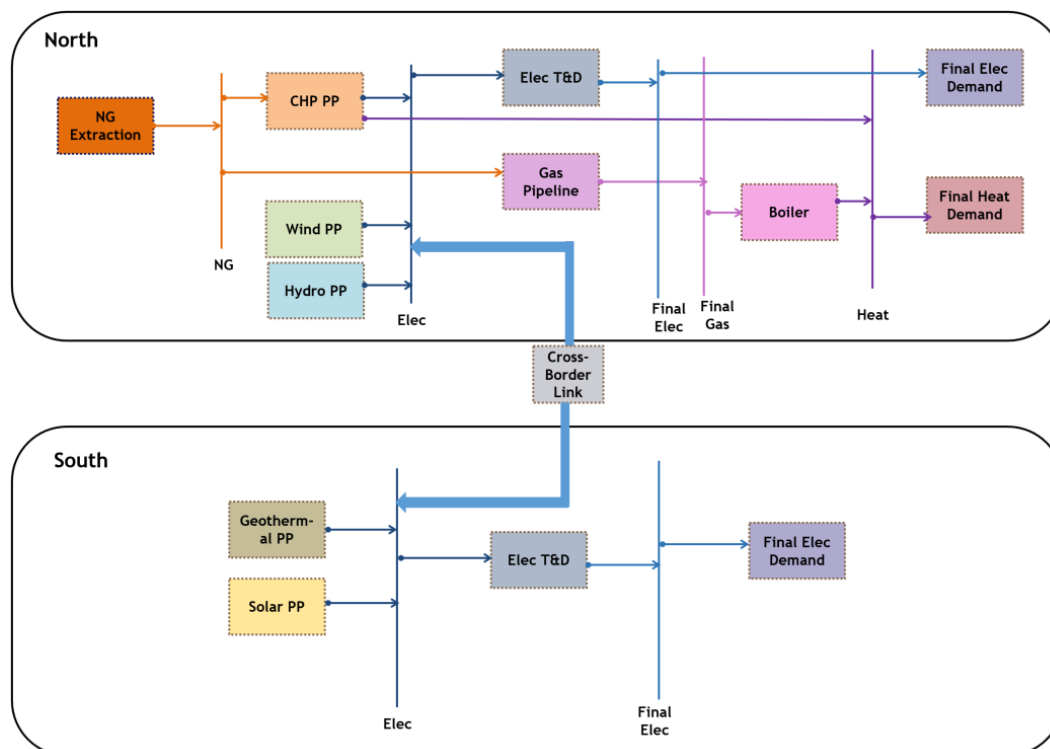 North
NG
Extraction
CHP PP
Elec T&D
Final Elec
Demand
Gas
Pipeline
Boiler
Final Heat
Demand
Wind PP
Hydro PP
NG
Elec
Final
Elec
Final
Gas
Heat
Cross-
Border
Link
South
Geotherm-
al PP
Solar PP
Elec T&D
Final Elec
Demand
Elec
Final
Elec